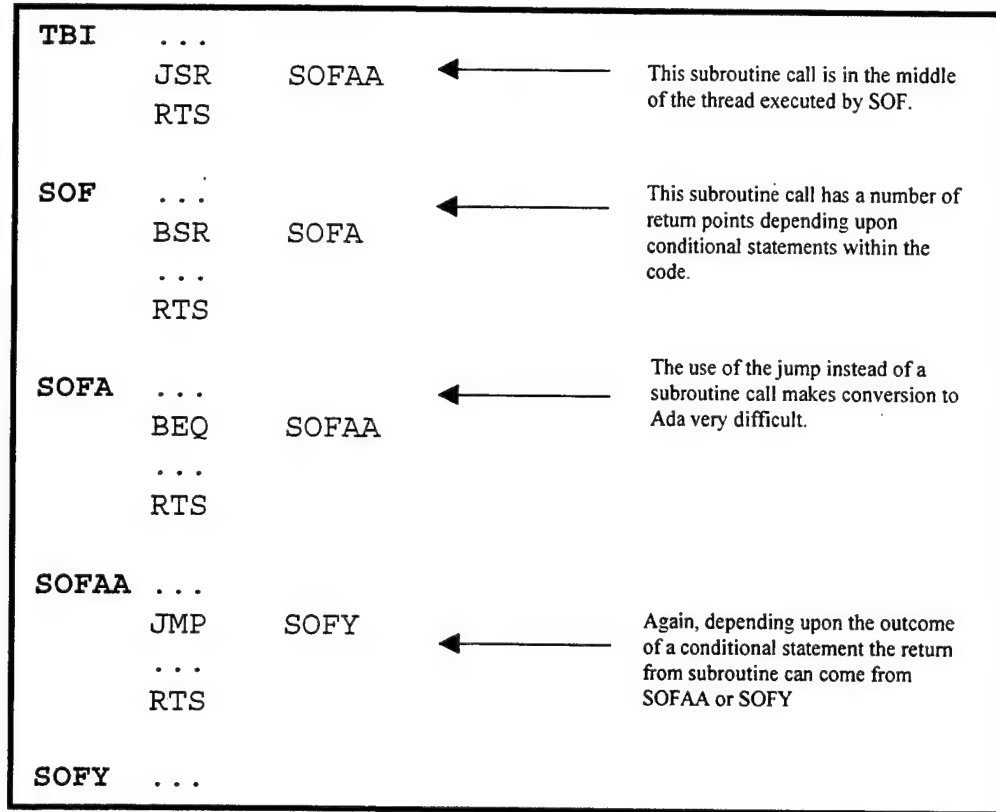 TBI ...
JSR SOFAA
RTS
This subroutine call is in the middle
of the thread executed by SOF.
SOF ...
BSR SOFA
...
RTS
This subroutine call has a number of
return points depending upon
conditional statements within the
code.
SOFA ...
BEQ SOFAA
...
RTS
The use of the jump instead of a
subroutine call makes conversion to
Ada very difficult.
SOFAA ...
JMP SOFY
...
RTS
Again, depending upon the outcome
of a conditional statement the return
from subroutine can come from
SOFAA or SOFY
SOFY ...